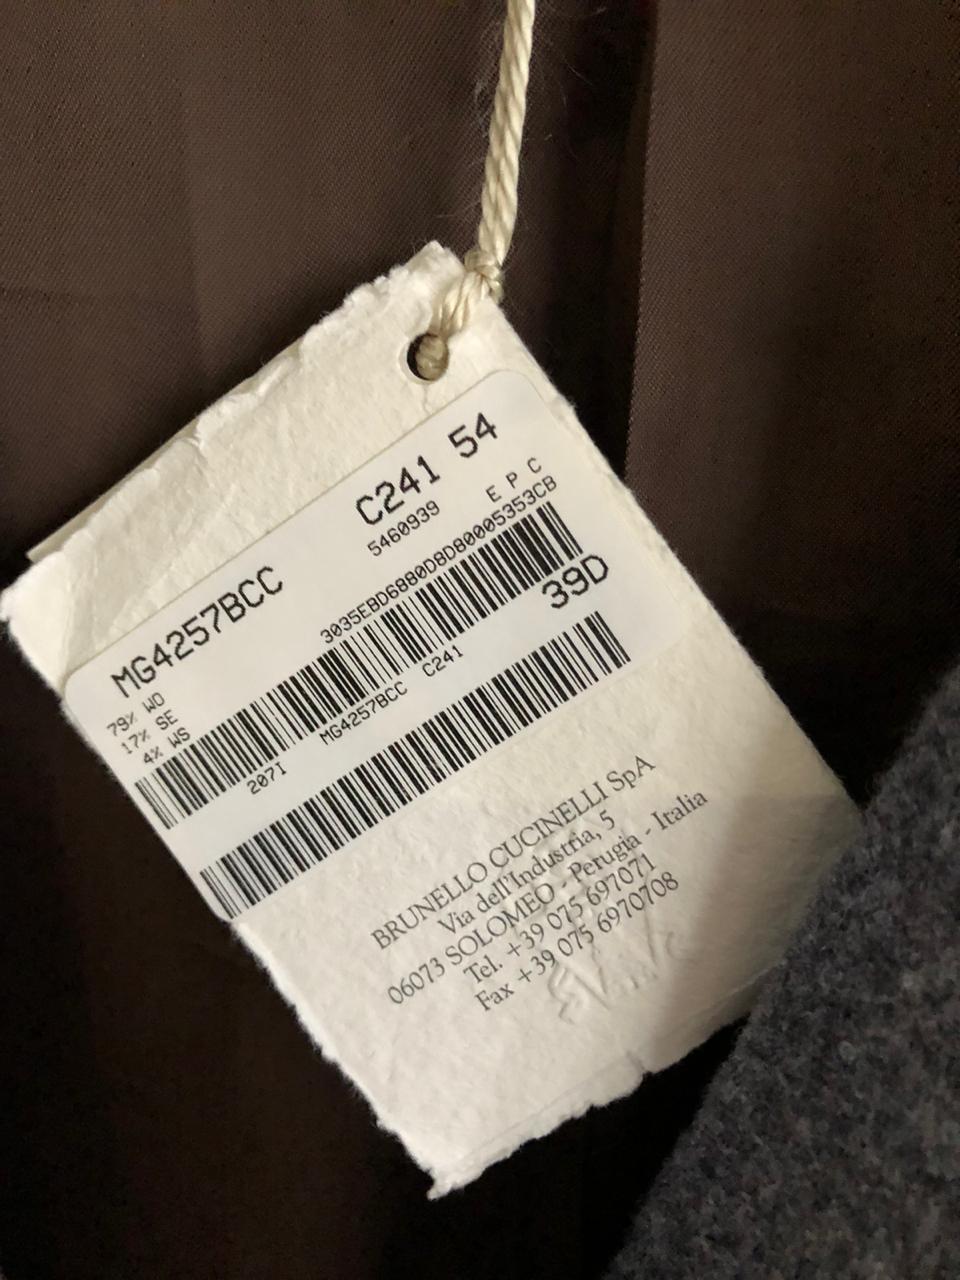 C241 54
5460939 E P C
MG4257BCC
3035EBD6880D8D80005353CB
79% WO
17% SE
4% WS
39D
MG4257BCC C241
207I
BRUNELLO CUCINELLI SpA
Via dell'Industria, 5
06073 SOLOMEO - Perugia - Italia
Tel. +39 075 697071
Fax +39 075 6970708